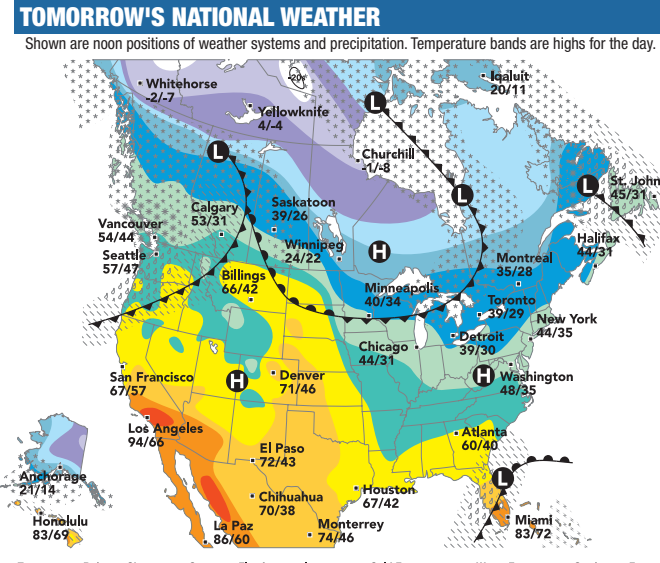 TOMORROW'S NATIONAL WEATHER
Shown are noon positions of weather systems and precipitation. Temperature bands are highs for the day.
-20s
Iqaluit
20/11
Whitehorse
-2/-7
L
Yellowknife
4/-4
L
Churchill
-1/-8
L
L
St. John
45/31
Calgary
53/31
Saskatoon
39/26
Vancouver
54/44
Winnipeg
24/22
H
Halifax
44/31
Seattle
57/47
Montreal
35/28
Billings
66/42
Minneapolis
40/34
Toronto
39/29
New York
44/35
Detroit
39/30
Chicago
44/31
San Francisco
67/57
H
Denver
71/46
H
Washington
48/35
Los Angeles
94/66
Atlanta
60/40
El Paso
72/43
Anchorage
21/14
L
Houston
67/42
Chihuahua
70/38
Honolulu
83/69
La Paz
86/60
Monterrey
74/46
Miami
83/72